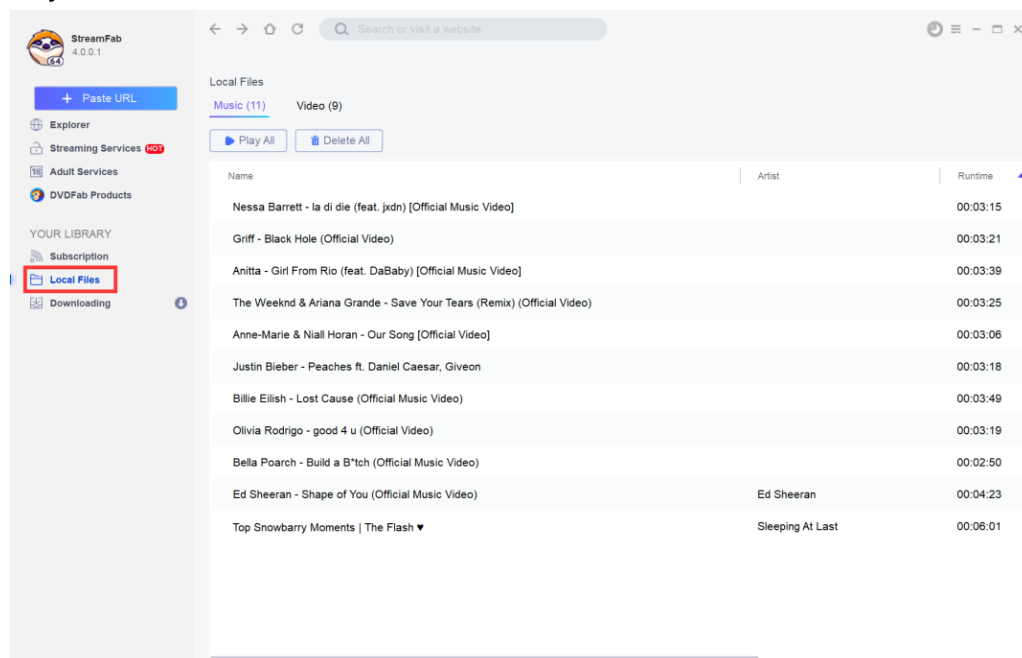 StreamFab
4.0.0.1
64
Search or visit a website
+ Paste URL
Explorer
Streaming Services HOT
18 Adult Services
DVDFab Products
YOUR LIBRARY
Subscription
Local Files
Downloading
Local Files
Music (11) Video (9)
Play All Delete All
Name Artist Runtime
Nessa Barrett - la di die (feat. jxdn) [Official Music Video] 00:03:15
Griff - Black Hole (Official Video) 00:03:21
Anitta - Girl From Rio (feat. DaBaby) [Official Music Video] 00:03:39
The Weeknd & Ariana Grande - Save Your Tears (Remix) (Official Video) 00:03:25
Anne-Marie & Niall Horan - Our Song [Official Video] 00:03:06
Justin Bieber - Peaches ft. Daniel Caesar, Giveon 00:03:18
Billie Eilish - Lost Cause (Official Music Video) 00:03:49
Olivia Rodrigo - good 4 u (Official Video) 00:03:19
Bella Poarch - Build a B*tch (Official Music Video) 00:02:50
Ed Sheeran - Shape of You (Official Music Video) Ed Sheeran 00:04:23
Top Snowbarry Moments | The Flash ♥ Sleeping At Last 00:06:01